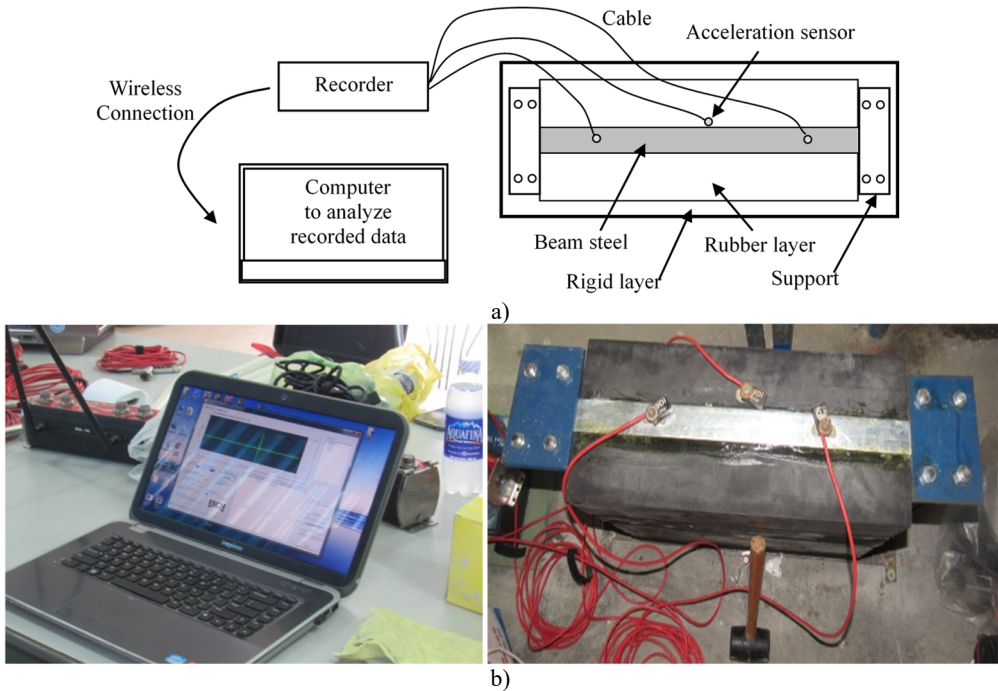 Cable
Acceleration sensor
Wireless
Connection
Recorder
Computer
to analyze
recorded data
Beam steel
Rubber layer
Rigid layer
Support
a)
AQUAFINA
b)